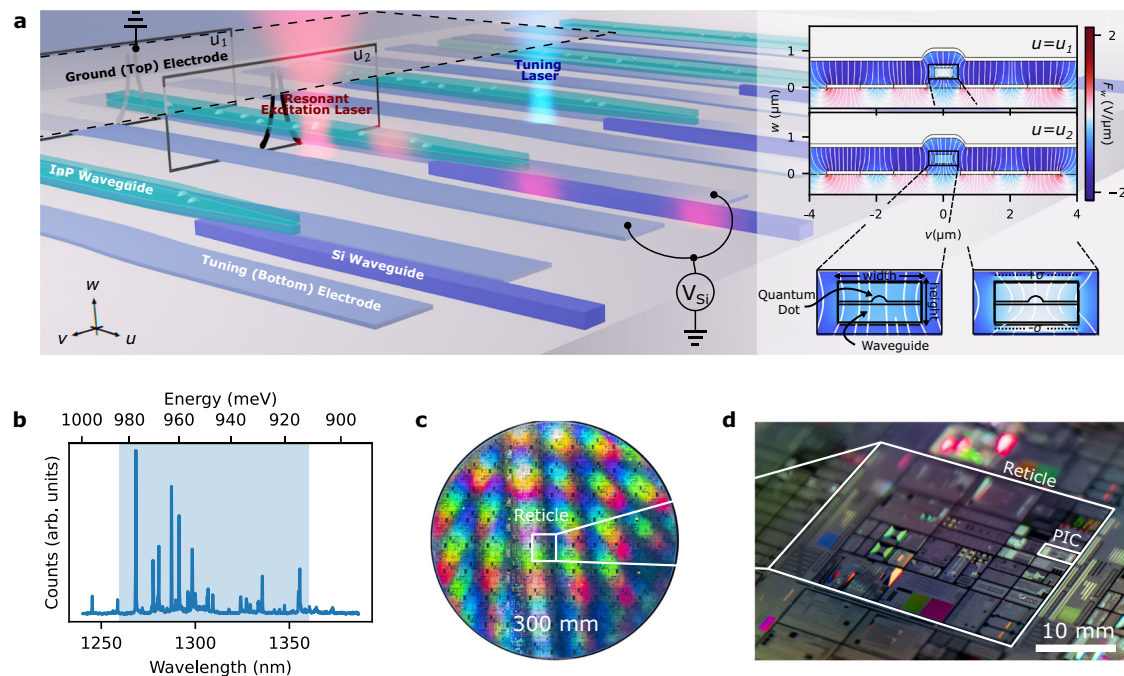 a
u1
u2
Ground (Top) Electrode
Resonant
Excitation Laser
Tuning
Laser
InP Waveguide
Si Waveguide
Tuning (Bottom) Electrode
VSi
w
v
u
u=u1
u=u2
1
0
1
0
w (µm)
-4
-2
0
2
4
v(µm)
2
−2
Fw (V/µm)
width
height
Quantum
Dot
Waveguide
+σ
-σ
b
Energy (meV)
1000
980
960
940
920
900
Counts (arb. units)
1250
1300
1350
Wavelength (nm)
c
Reticle
300 mm
d
Reticle
PIC
10 mm